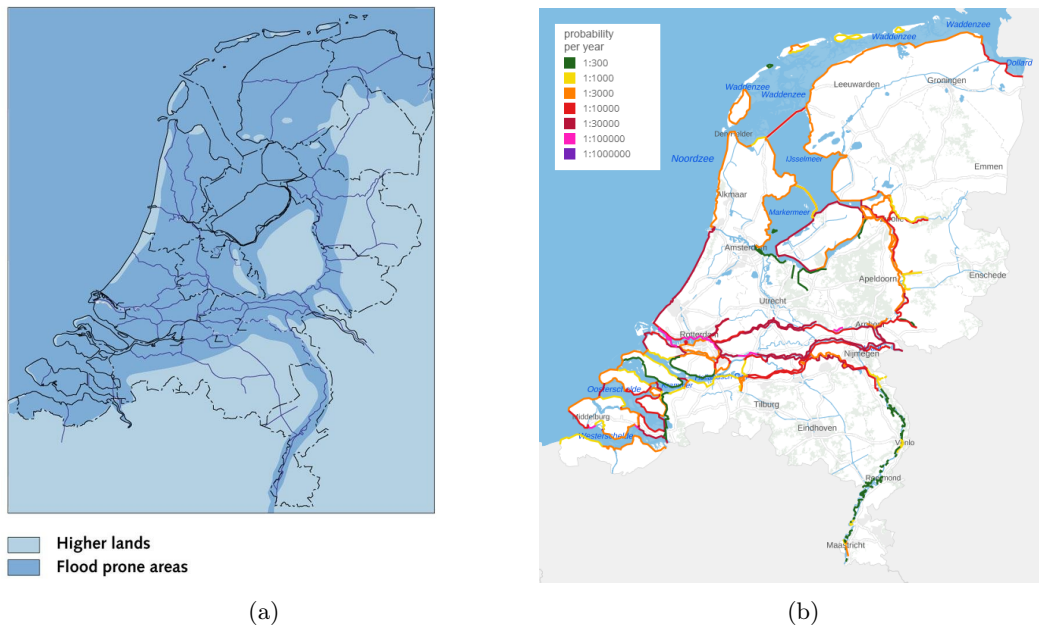 Higher lands
Flood prone areas
(a)
probability
per year
1:300
1:1000
1:3000
1:10000
1:30000
1:100000
1:1000000
Waddenzee
Waddenzee
Dollard
Waddenzee
Waddenzee
Leeuwarden
Groningen
Den Helder
Noordzee
IJsselmeer
Emmen
Alkmaar
Markermeer
Zwolle
Amsterdam
Apeldoorn
Enschede
Utrecht
Rotterdam
Arnhem
Nijmegen
Oosterschelde
Tilburg
Middelburg
Eindhoven
Westerschelde
Venlo
Roermond
Maastricht
(b)